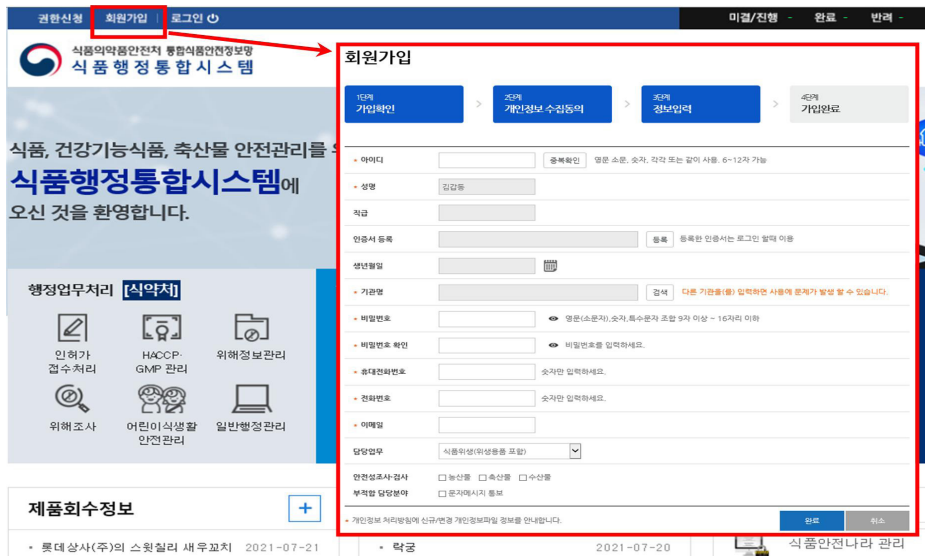 권한신청 회원가입 로그인
미결/진행 - 완료 - 반려 -
식품의약품안전처 통합식품안전정보망
식품행정통합시스템
식품, 건강기능식품, 축산물 안전관리를
식품행정통합시스템에
오신 것을 환영합니다.
행정업무처리 [식약처]
인허가
접수처리
HACCP·
GMP 관리
위해정보관리
위해조사
어린이식생활
안전관리
일반행정관리
제품회수정보 +
• 롯데상사(주)의 스윗칠리 새우꼬치 2021-07-21
회원가입
1단계
가입확인
2단계
개인정보 수집동의
3단계
정보입력
4단계
가입완료
• 아이디 중복확인 영문 소문, 숫자, 각각 또는 같이 사용. 6~12자 가능
• 성명 김갑동
직급
인증서 등록 등록 등록한 인증서는 로그인 할때 이용
생년월일
• 기관명 검색 다른 기관을(를) 입력하면 사용에 문제가 발생 할 수 있습니다.
• 비밀번호 영문(소문자),숫자,특수문자 조합 9자 이상 ~ 16자리 이하
• 비밀번호 확인 비밀번호를 입력하세요.
• 휴대전화번호 숫자만 입력하세요.
• 전화번호 숫자만 입력하세요.
• 이메일
담당업무 식품위생(위생용품 포함)
안전성조사·검사 농산물 축산물 수산물
부적합 담당분야 문자메시지 통보
• 개인정보 처리방침에 신규/변경 개인정보파일 정보를 안내합니다.
완료 취소
• 락궁 2021-07-20
식품안전나라 관리